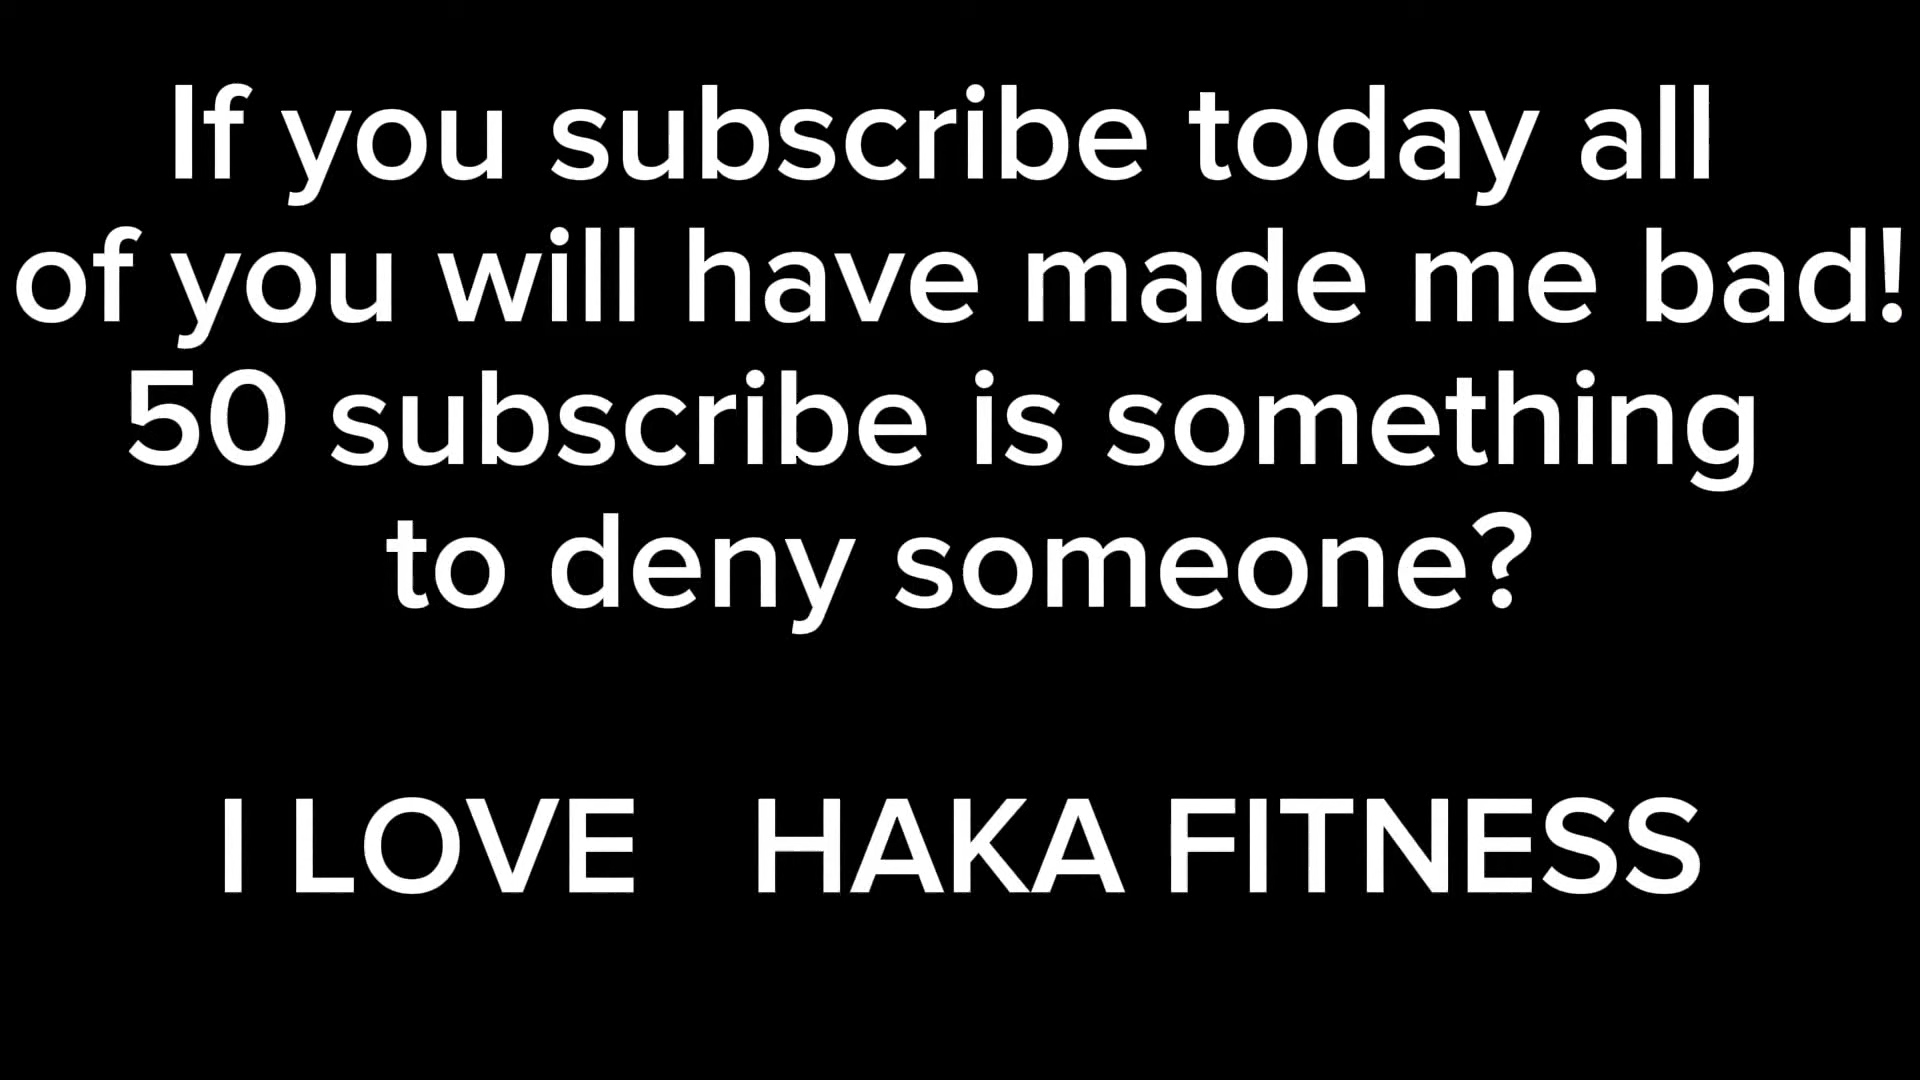 If you subscribe today all
of you will have made me bad!
50 subscribe is something
to deny someone?
I LOVE HAKA FITNESS